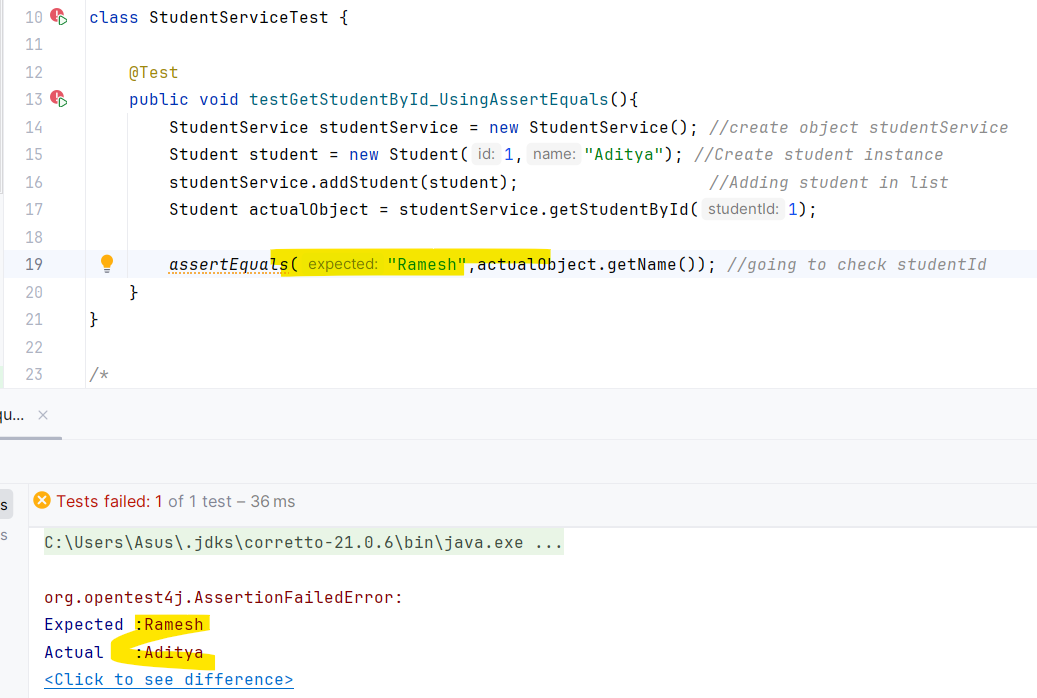 10 class StudentServiceTest {
11
12 @Test
13 public void testGetStudentById_UsingAssertEquals(){
14 StudentService studentService = new StudentService(); //create object studentService
15 Student student = new Student( id: 1, name: "Aditya"); //Create student instance
16 studentService.addStudent(student); //Adding student in list
17 Student actualObject = studentService.getStudentById( studentId: 1);
18
19 assertEquals( expected: "Ramesh",actualObject.getName()); //going to check studentId
20 }
21 }
22
23 /*
qu... ×
s Tests failed: 1 of 1 test – 36 ms
s C:\Users\Asus\.jdks\corretto-21.0.6\bin\java.exe ...
org.opentest4j.AssertionFailedError:
Expected :Ramesh
Actual :Aditya
<Click to see difference>